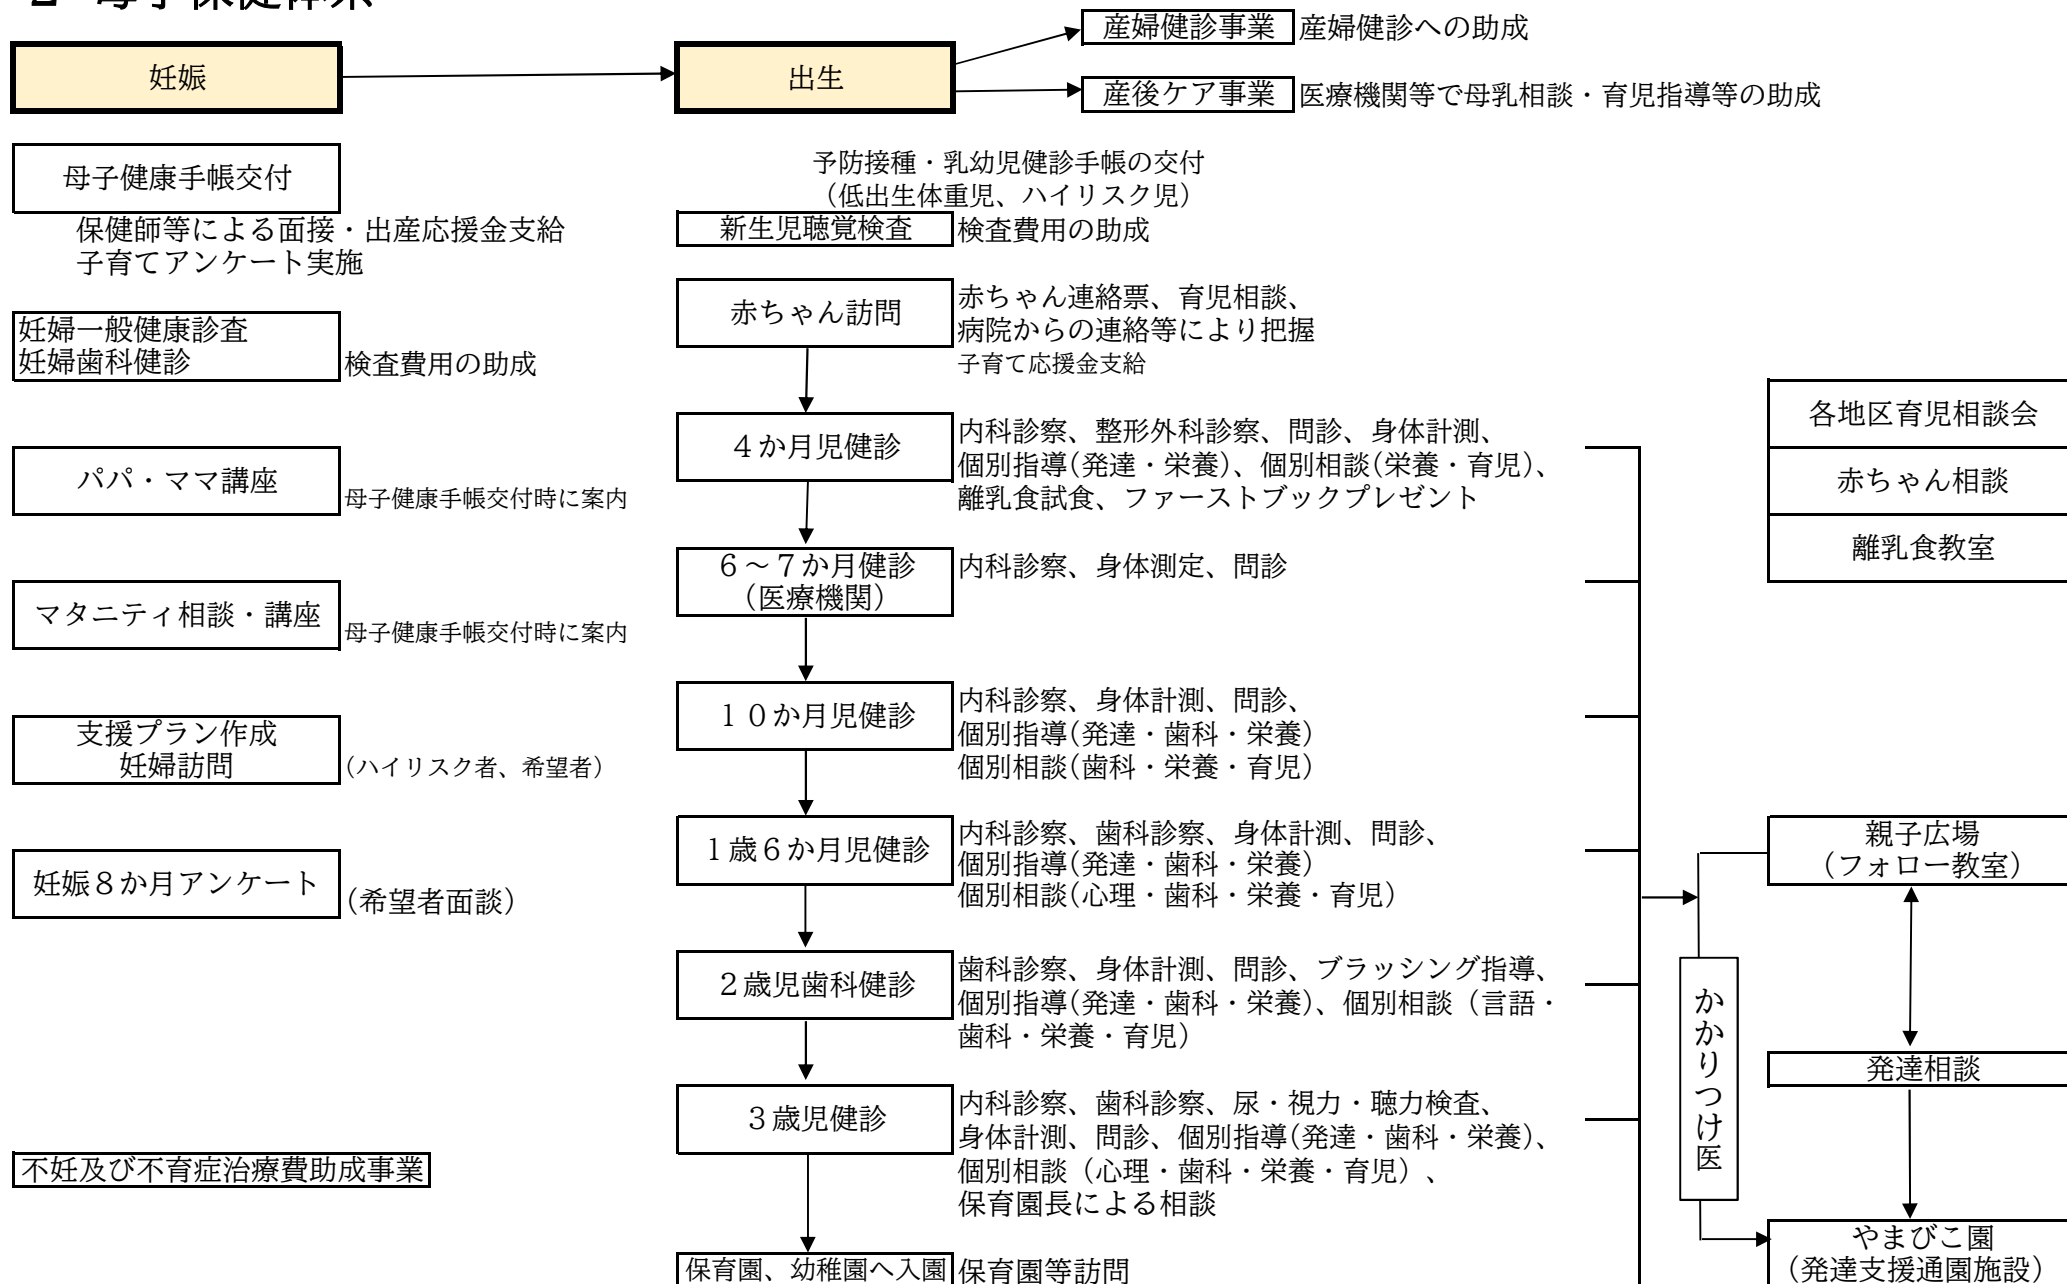 2 母子保健体系
妊娠
出生
産婦健診事業 産婦健診への助成
産後ケア事業 医療機関等で母乳相談・育児指導等の助成
母子健康手帳交付
保健師等による面接・出産応援金支給
子育てアンケート実施
妊婦一般健康診査
妊婦歯科健診
検査費用の助成
パパ・ママ講座
母子健康手帳交付時に案内
マタニティ相談・講座
母子健康手帳交付時に案内
支援プラン作成
妊婦訪問
(ハイリスク者、希望者)
妊娠８か月アンケート
(希望者面談)
不妊及び不育症治療費助成事業
予防接種・乳幼児健診手帳の交付
（低出生体重児、ハイリスク児）
新生児聴覚検査 検査費用の助成
赤ちゃん訪問
赤ちゃん連絡票、育児相談、
病院からの連絡等により把握
子育て応援金支給
４か月児健診
内科診察、整形外科診察、問診、身体計測、
個別指導(発達・栄養)、個別相談(栄養・育児)、
離乳食試食、ファーストブックプレゼント
６～７か月健診
（医療機関）
内科診察、身体測定、問診
１０か月児健診
内科診察、身体計測、問診、
個別指導(発達・歯科・栄養)
個別相談(歯科・栄養・育児)
１歳６か月児健診
内科診察、歯科診察、身体計測、問診、
個別指導(発達・歯科・栄養)
個別相談(心理・歯科・栄養・育児)
２歳児歯科健診
歯科診察、身体計測、問診、ブラッシング指導、
個別指導(発達・歯科・栄養)、個別相談（言語・
歯科・栄養・育児）
３歳児健診
内科診察、歯科診察、尿・視力・聴力検査、
身体計測、問診、個別指導(発達・歯科・栄養)、
個別相談（心理・歯科・栄養・育児）、
保育園長による相談
保育園、幼稚園へ入園 保育園等訪問
各地区育児相談会
赤ちゃん相談
離乳食教室
親子広場
（フォロー教室）
かかりつけ医
発達相談
やまびこ園
（発達支援通園施設）